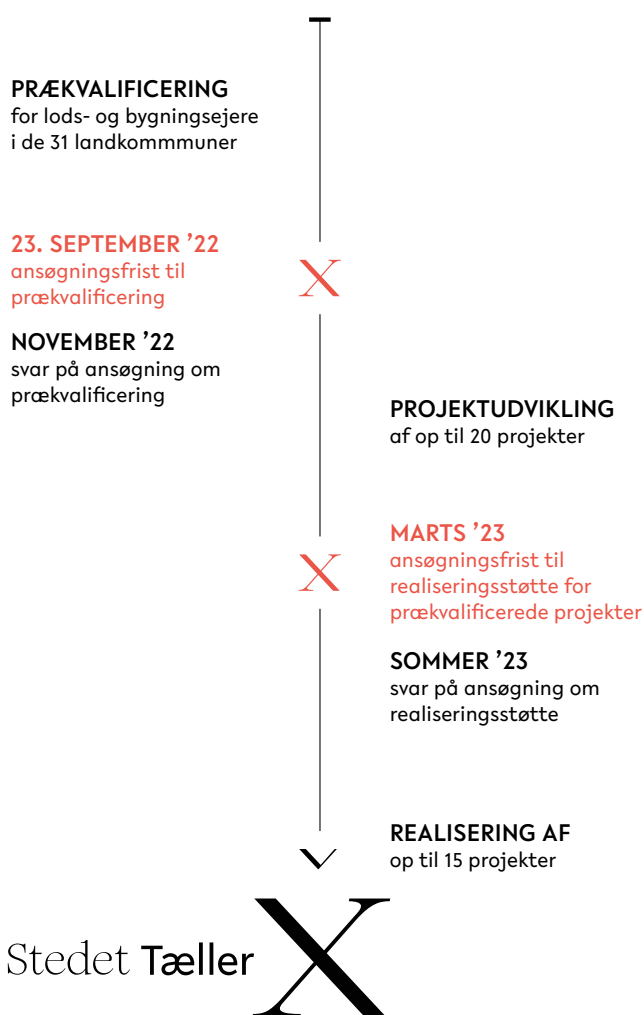 PRÆKVALIFICERING
for lods- og bygningsejere
i de 31 landkommmuner
23. SEPTEMBER ’22
ansøgningsfrist til
prækvalificering
X
NOVEMBER ’22
svar på ansøgning om
prækvalificering
PROJEKTUDVIKLING
af op til 20 projekter
X
MARTS ’23
ansøgningsfrist til
realiseringsstøtte for
prækvalificerede projekter
SOMMER ’23
svar på ansøgning om
realiseringsstøtte
REALISERING AF
op til 15 projekter
Stedet Tæller X